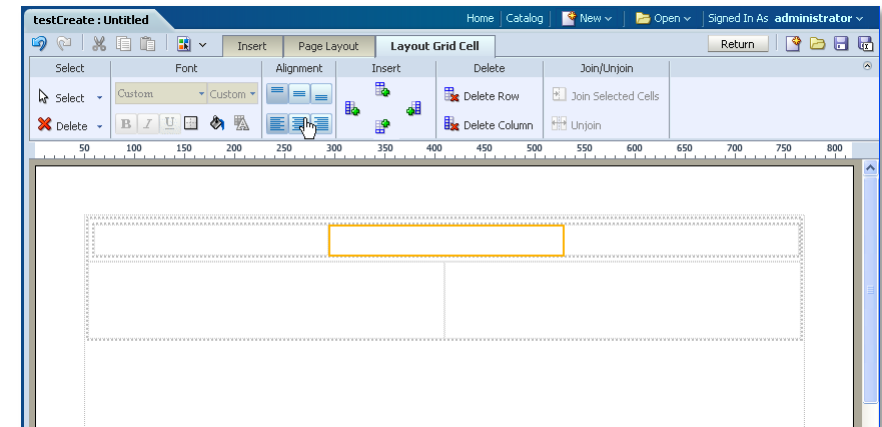 testCreate : Untitled Home Catalog New Open Signed In As administrator
Insert Page Layout Layout Grid Cell Return
Select Font Alignment Insert Delete Join/Unjoin
Select Custom Custom Delete Row Join Selected Cells
Delete B I U Delete Column Unjoin
50 100 150 200 250 300 350 400 450 500 550 600 650 700 750 800